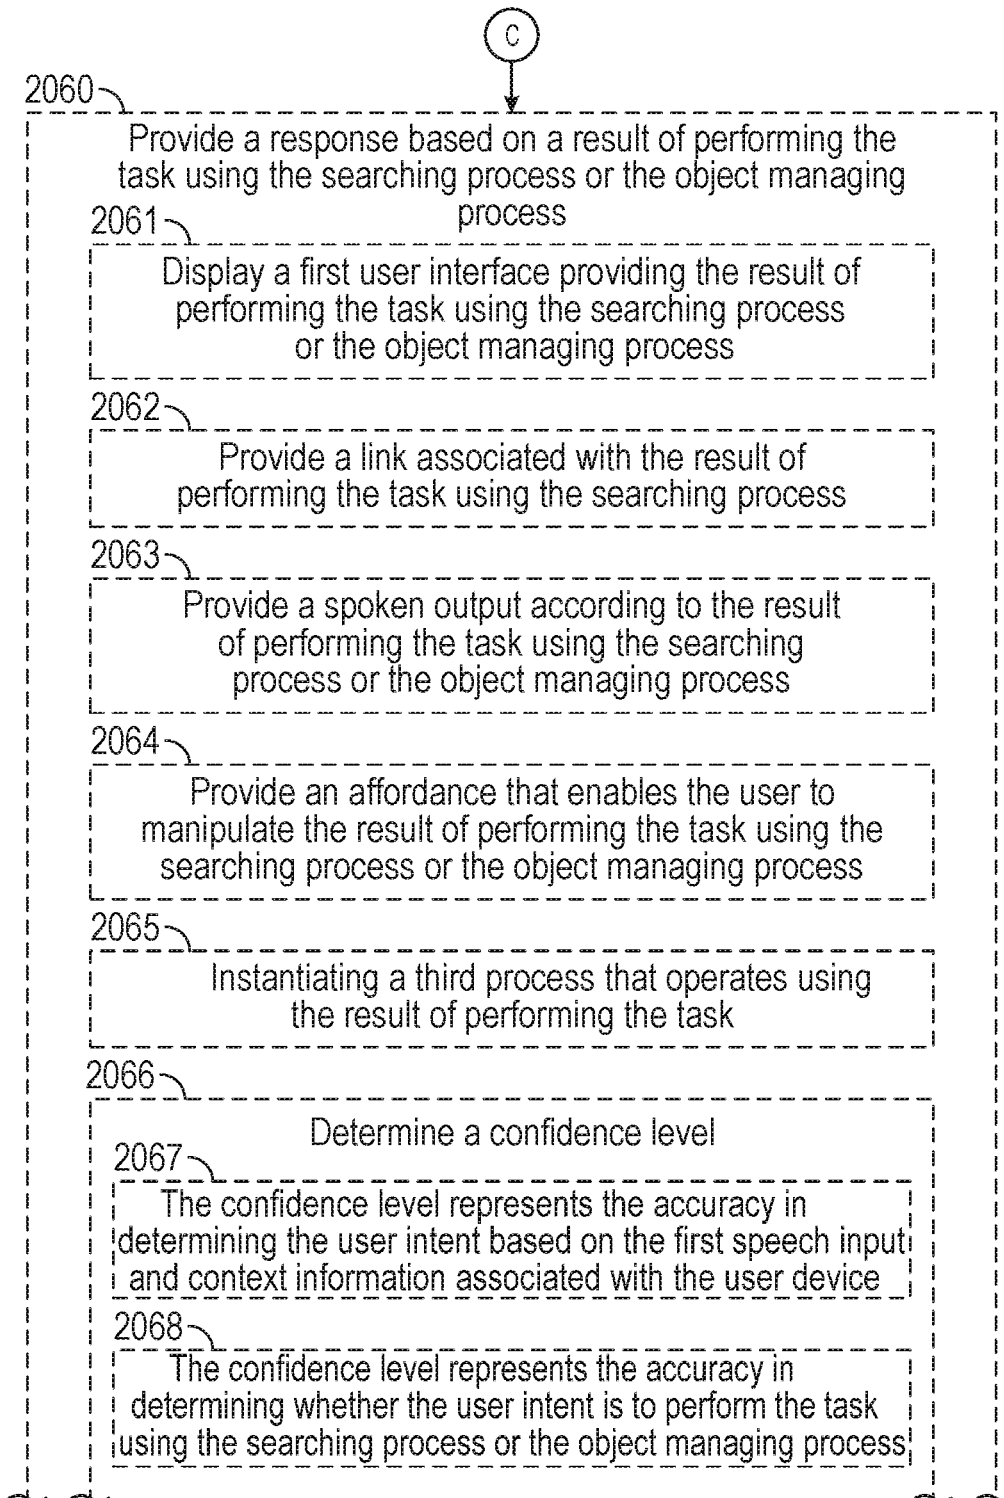 C
2060
Provide a response based on a result of performing the
task using the searching process or the object managing
process
2061
Display a first user interface providing the result of
performing the task using the searching process
or the object managing process
2062
Provide a link associated with the result of
performing the task using the searching process
2063
Provide a spoken output according to the result
of performing the task using the searching
process or the object managing process
2064
Provide an affordance that enables the user to
manipulate the result of performing the task using the
searching process or the object managing process
2065
Instantiating a third process that operates using
the result of performing the task
2066
Determine a confidence level
2067
The confidence level represents the accuracy in
determining the user intent based on the first speech input
and context information associated with the user device
2068
The confidence level represents the accuracy in
determining whether the user intent is to perform the task
using the searching process or the object managing process